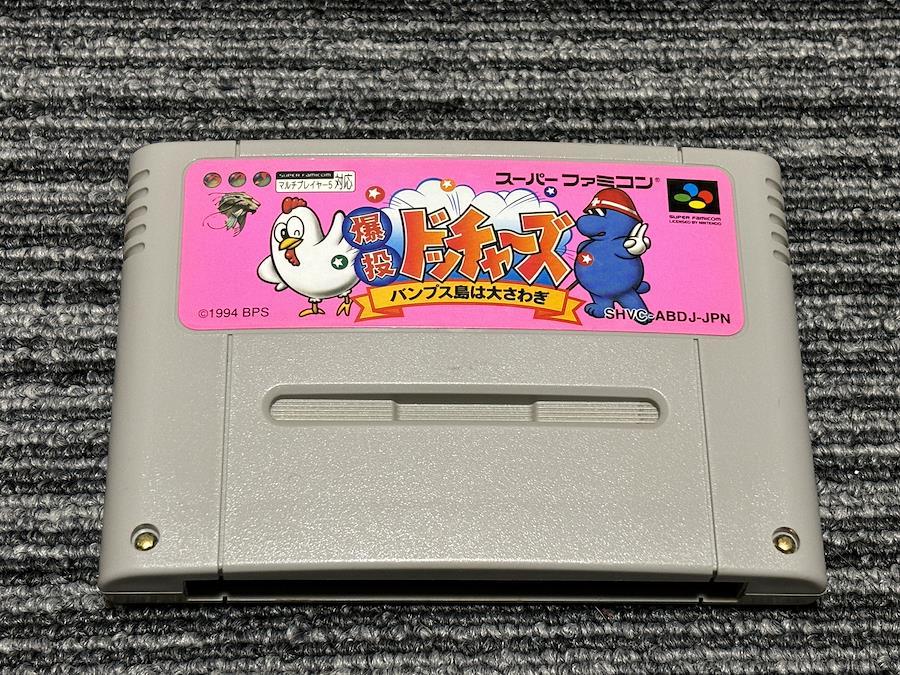 SUPER FAMICOM
マルチプレイヤー5 対応
スーパーファミコン®
SUPER FAMICOM
LICENSED BY NINTENDO
爆投
ドッチャーズ
バンプス島は大さわぎ
©1994 BPS
SHVC-ABDJ-JPN